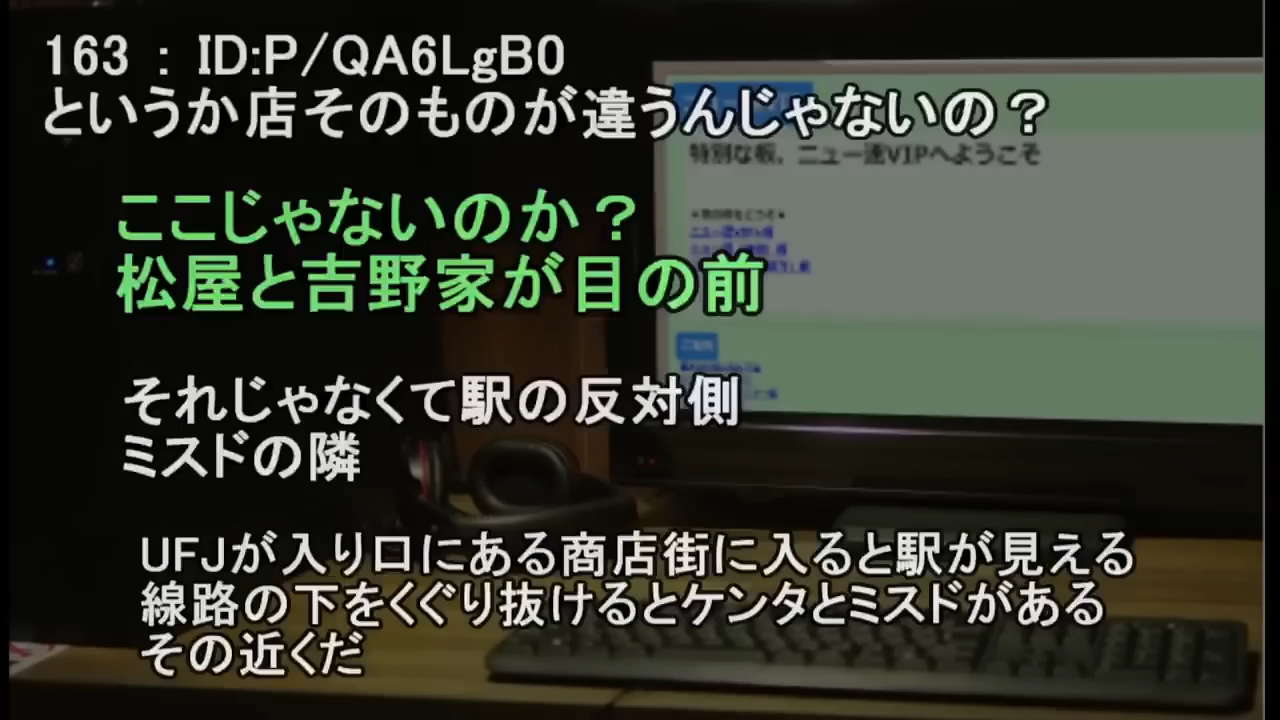 163 : ID:P/QA6LgB0
というか店そのものが違うんじゃないの？
特別な板、ニュー速VIPへようこそ
ここじゃないのか？
松屋と吉野家が目の前
それじゃなくて駅の反対側
ミスドの隣
UFJが入り口にある商店街に入ると駅が見える
線路の下をくぐり抜けるとケンタとミスドがある
その近くだ